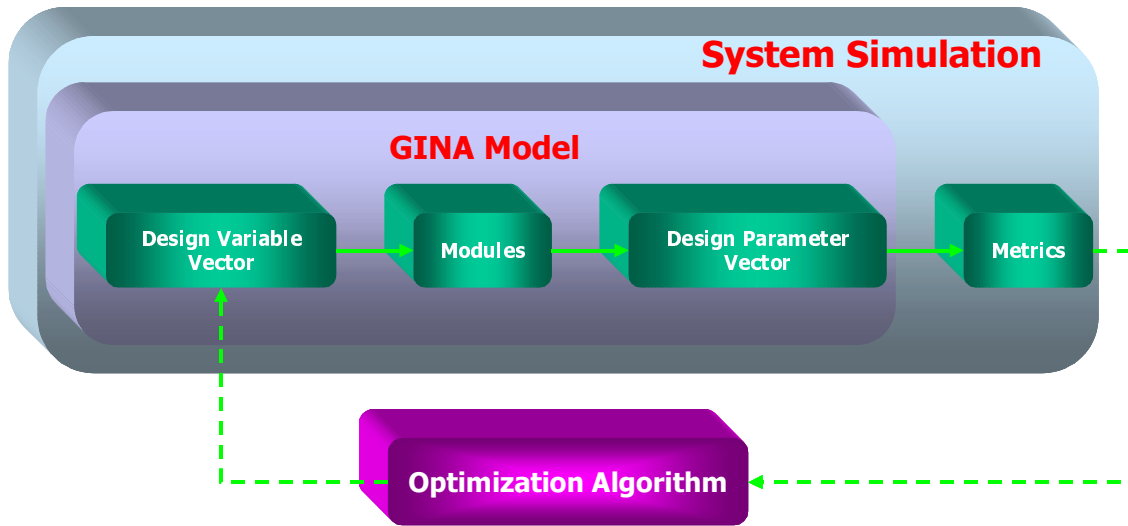 System Simulation
GINA Model
Design Variable
Vector
Modules
Design Parameter
Vector
Metrics
Optimization Algorithm